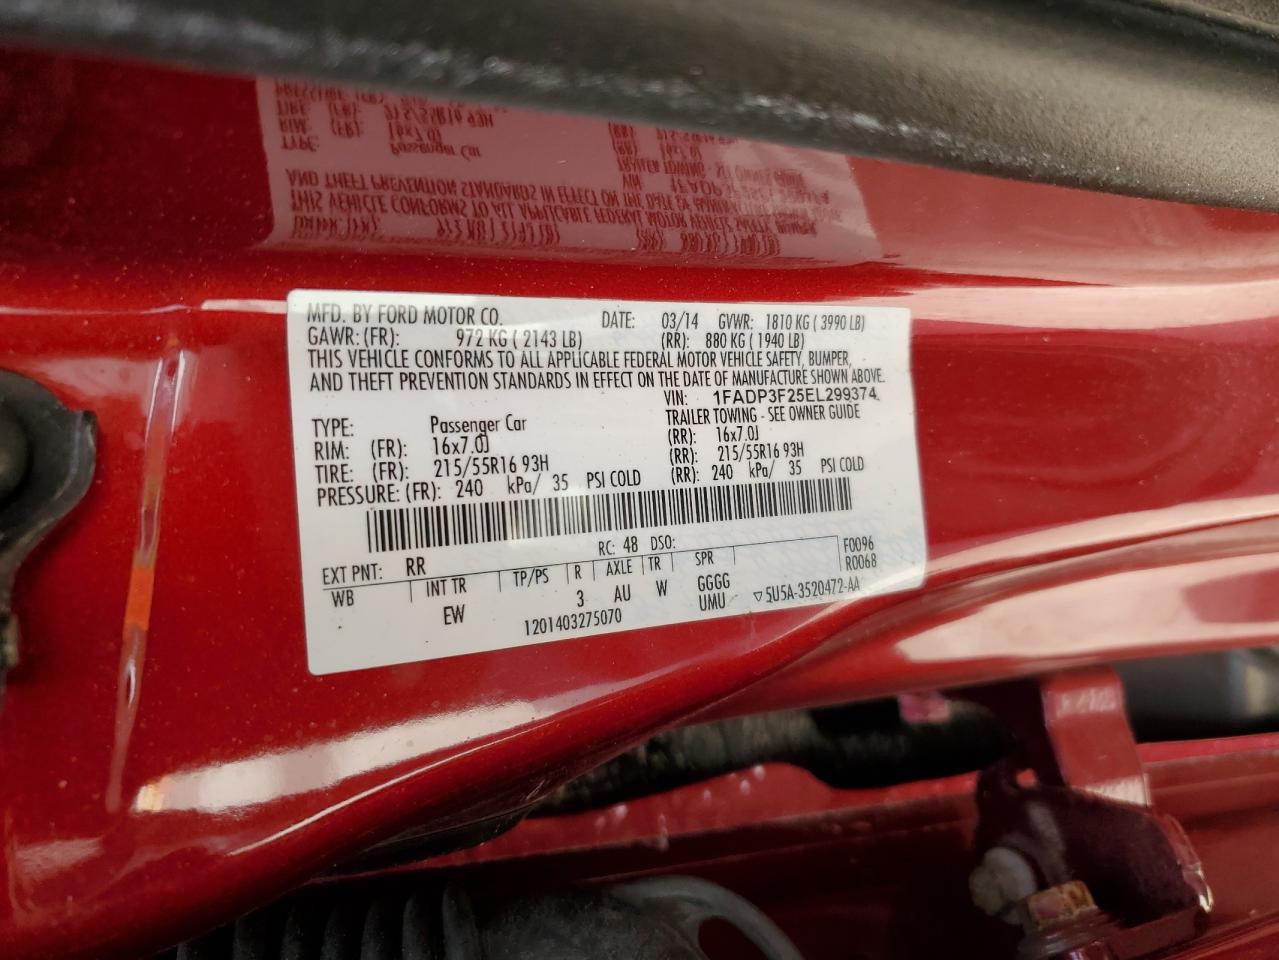 MFD. BY FORD MOTOR CO. DATE: 03/14 GVWR: 1810 KG ( 3990 LB)
GAWR: (FR): 972 KG ( 2143 LB) (RR): 880 KG ( 1940 LB)
THIS VEHICLE CONFORMS TO ALL APPLICABLE FEDERAL MOTOR VEHICLE SAFETY, BUMPER,
AND THEFT PREVENTION STANDARDS IN EFFECT ON THE DATE OF MANUFACTURE SHOWN ABOVE.
VIN: 1FADP3F25EL299374
TYPE: Passenger Car TRAILER TOWING - SEE OWNER GUIDE
RIM: (FR): 16x7.0J (RR): 16x7.0J
TIRE: (FR): 215/55R16 93H (RR): 215/55R16 93H
PRESSURE: (FR): 240 kPa/ 35 PSI COLD (RR): 240 kPa/ 35 PSI COLD
RC: 48 DSO: F0096
EXT PNT: RR R0068
WB INT TR TP/PS R AXLE TR SPR
EW 3 AU W GGGG
UMU ▽ 5U5A-3520472-AA
1201403275070